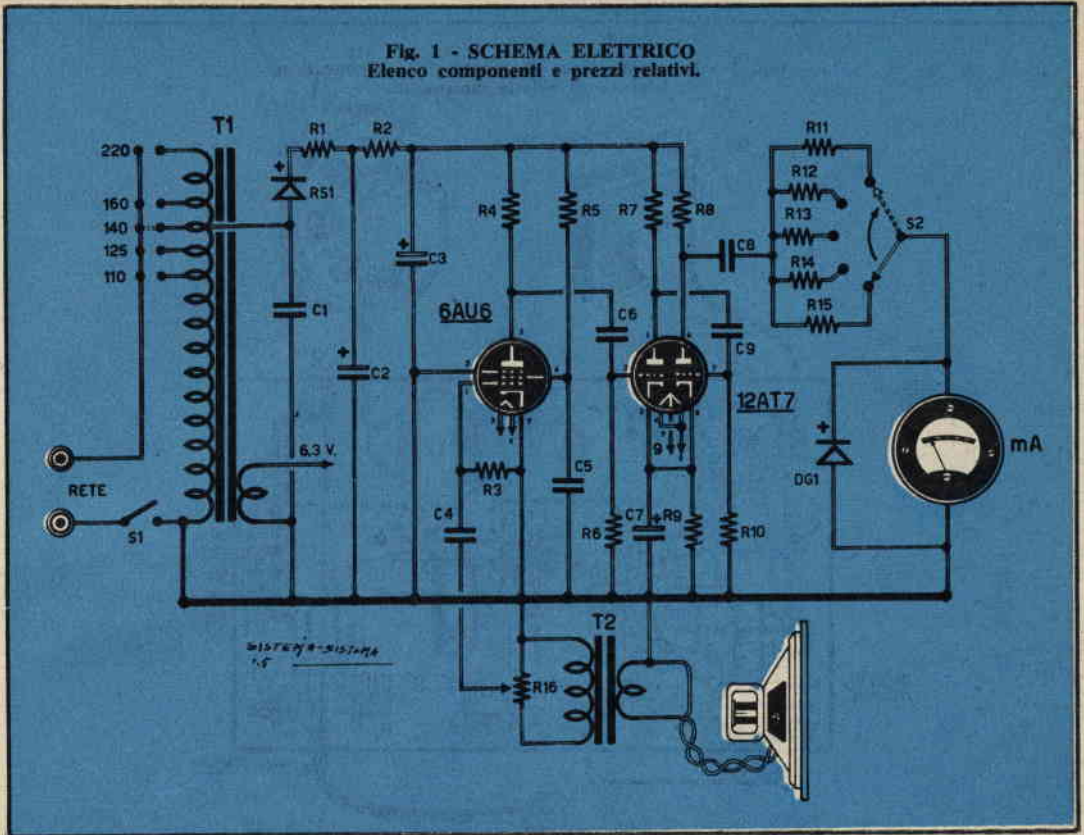 Fig. 1 - SCHEMA ELETTRICO
Elenco componenti e prezzi relativi.
T1
R1
R2
R11
220
RS1
R12
160
R4
R5
R7
R8
140
R13
S2
125
C8
R14
110
C3
C1
6AU6
C6
C9
R15
C2
12AT7
mA
6,3 V.
DG1
RETE
R3
C5
9
C4
R6
C7
R9
R10
S1
T2
R16